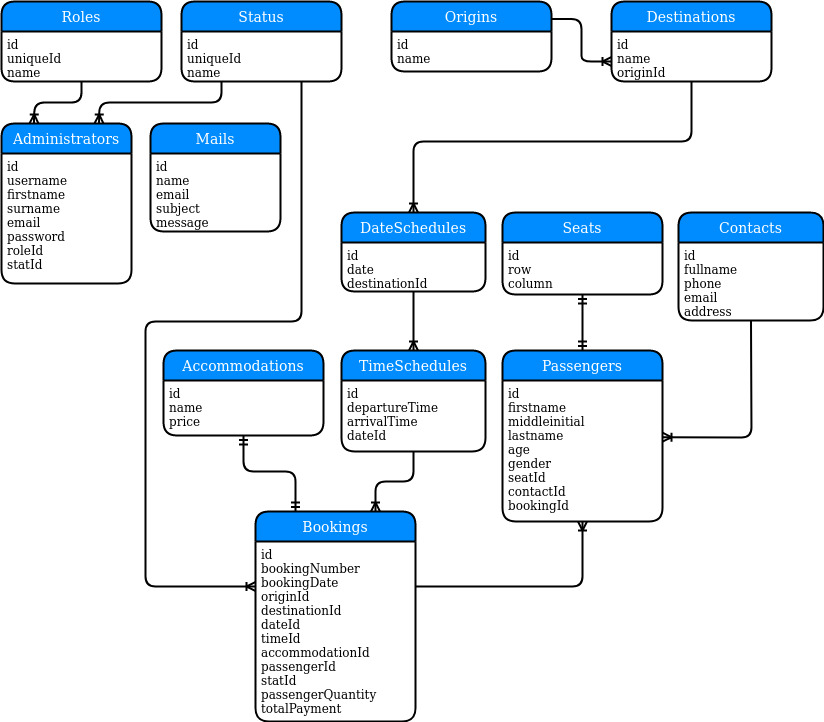 Roles
id
uniqueId
name
Status
id
uniqueId
name
Origins
id
name
Destinations
id
name
originId
Administrators
id
username
firstname
surname
email
password
roleId
statId
Mails
id
name
email
subject
message
DateSchedules
id
date
destinationId
Seats
id
row
column
Contacts
id
fullname
phone
email
address
Accommodations
id
name
price
TimeSchedules
id
departureTime
arrivalTime
dateId
Passengers
id
firstname
middleinitial
lastname
age
gender
seatId
contactId
bookingId
Bookings
id
bookingNumber
bookingDate
originId
destinationId
dateId
timeId
accommodationId
passengerId
statId
passengerQuantity
totalPayment